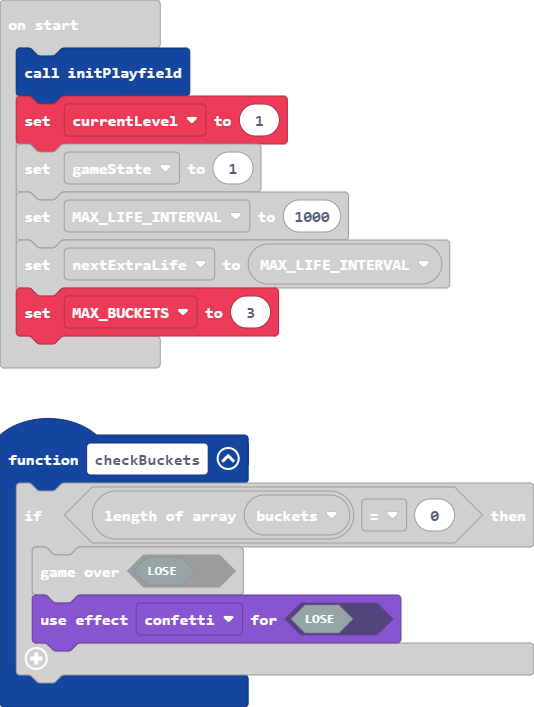 on start
call initPlayfield
set currentLevel to 1
set gameState to 1
set MAX_LIFE_INTERVAL to 1000
set nextExtraLife to MAX_LIFE_INTERVAL
set MAX_BUCKETS to 3
function checkBuckets
if length of array buckets = 0 then
game over LOSE
use effect confetti for LOSE